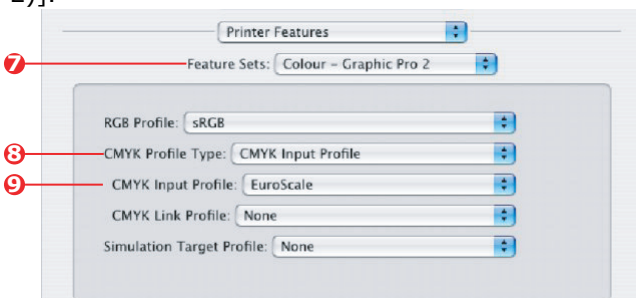 2)].
Printer Features
7 Feature Sets: Colour – Graphic Pro 2
RGB Profile: sRGB
8 CMYK Profile Type: CMYK Input Profile
9 CMYK Input Profile: EuroScale
CMYK Link Profile: None
Simulation Target Profile: None